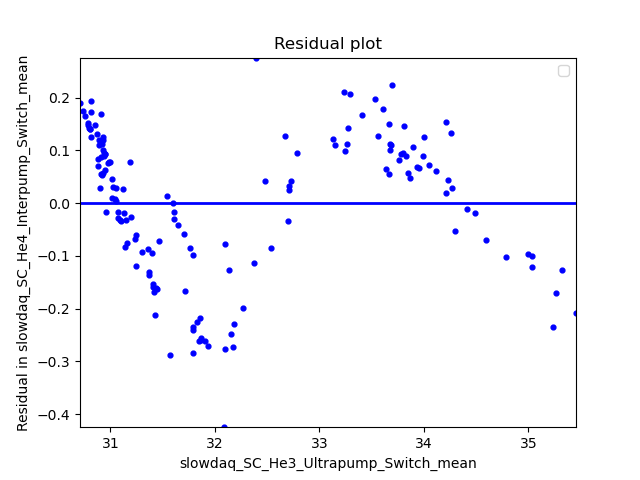 Residual plot
Residual in slowdaq_SC_He4_Interpump_Switch_mean
0.2
0.1
0.0
−0.1
−0.2
−0.3
−0.4
31 32 33 34 35
slowdaq_SC_He3_Ultrapump_Switch_mean